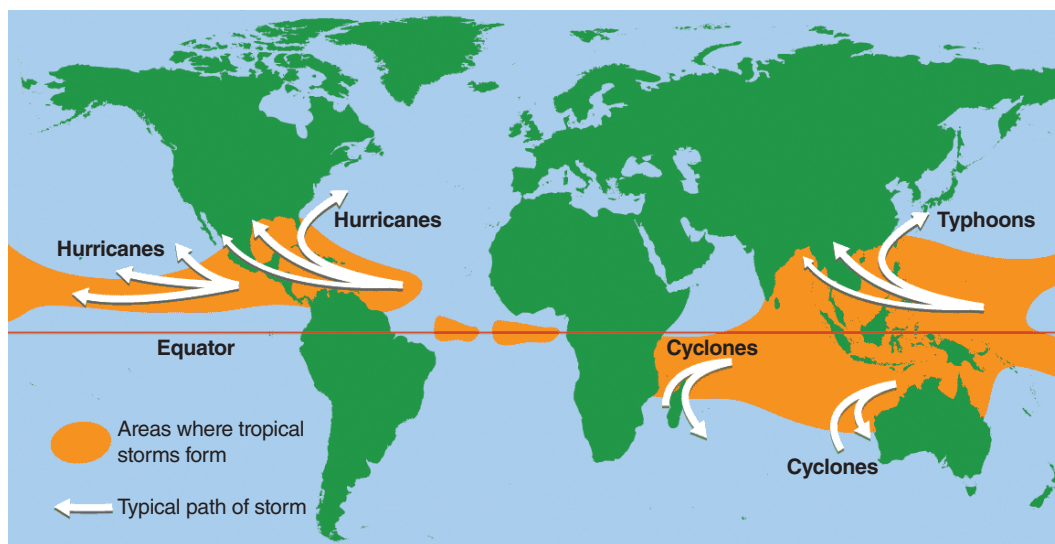 Hurricanes
Typhoons
Hurricanes
Equator
Cyclones
Areas where tropical
storms form
Cyclones
Typical path of storm